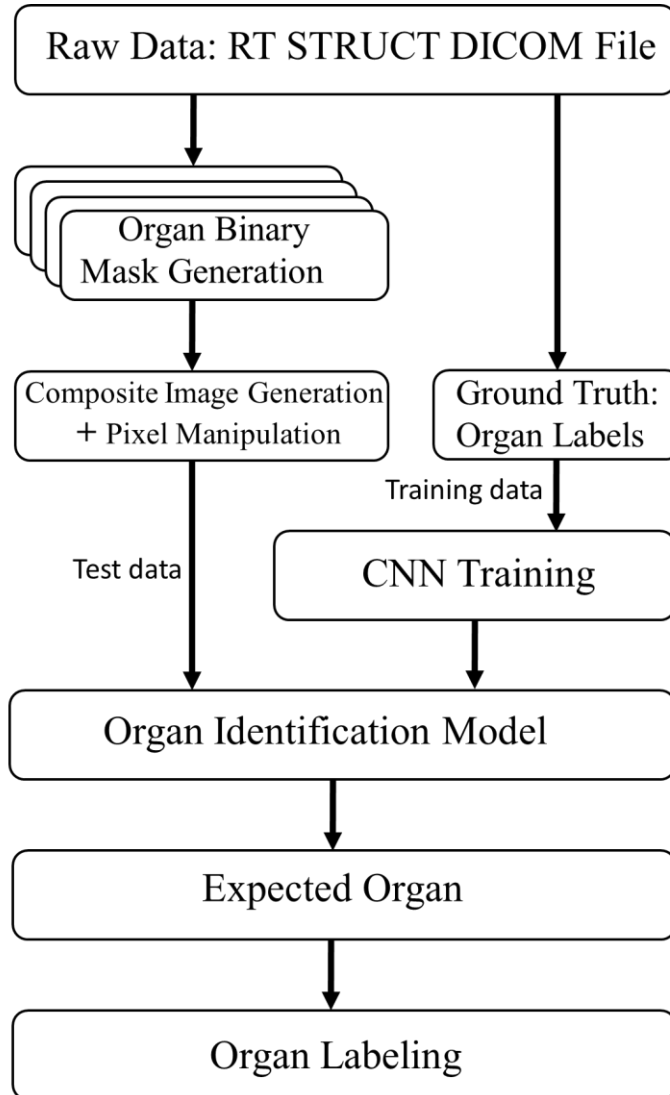 Raw Data: RT STRUCT DICOM File
Organ Binary
Mask Generation
Composite Image Generation
+ Pixel Manipulation
Ground Truth:
Organ Labels
Training data
Test data
CNN Training
Organ Identification Model
Expected Organ
Organ Labeling